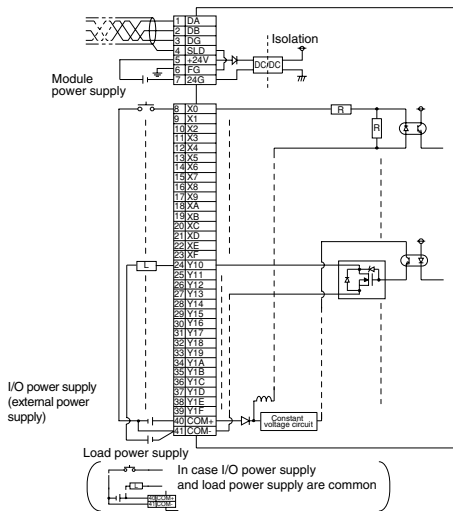 1 DA
2 DB
3 DG
4 SLD
5 +24V
6 FG
7 24G
Isolation
DC/DC
Module
power supply
8 X0
9 X1
10 X2
11 X3
12 X4
13 X5
14 X6
15 X7
16 X8
17 X9
18 XA
19 XB
20 XC
21 XD
22 XE
23 XF
24 Y10
25 Y11
26 Y12
27 Y13
28 Y14
29 Y15
30 Y16
31 Y17
32 Y18
33 Y19
34 Y1A
35 Y1B
36 Y1C
37 Y1D
38 Y1E
39 Y1F
40 COM+
41 COM-
R
R
L
I/O power supply
(external power
supply)
Constant
voltage circuit
Load power supply
In case I/O power supply
and load power supply are common
L
40 COM+
41 COM-